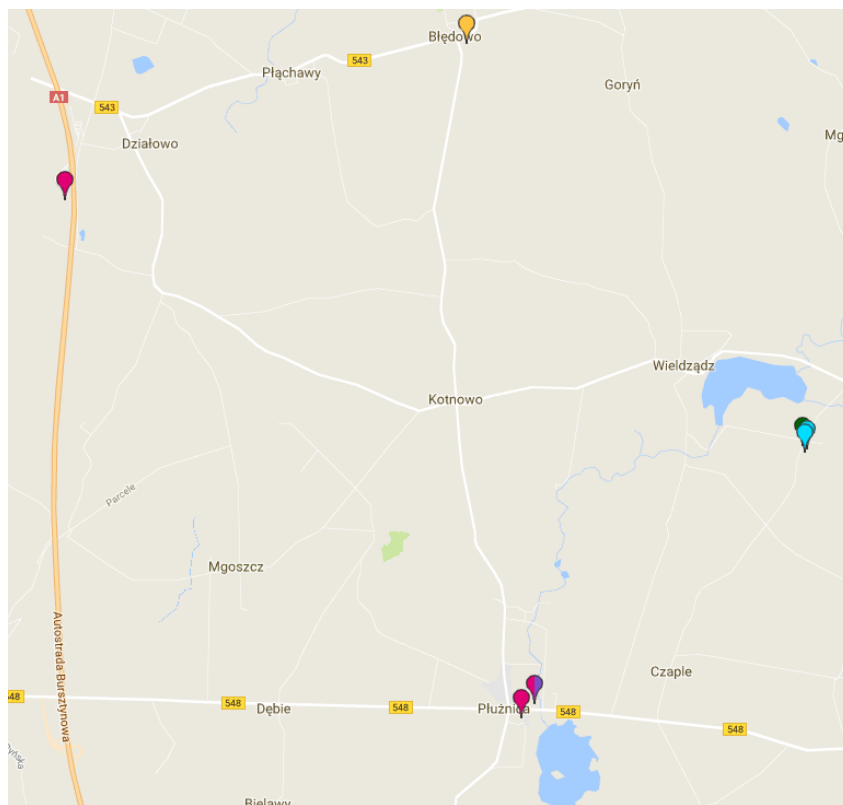 Błędowo
543
Płąchawy
Goryń
A1
543
Działowo
Mg
Wieldządz
Kotnowo
Parcele
Mgoszcz
Autostrada Bursztynowa
Czaple
548
548
Dębie
548
Płużnica
548
548
Bielawy